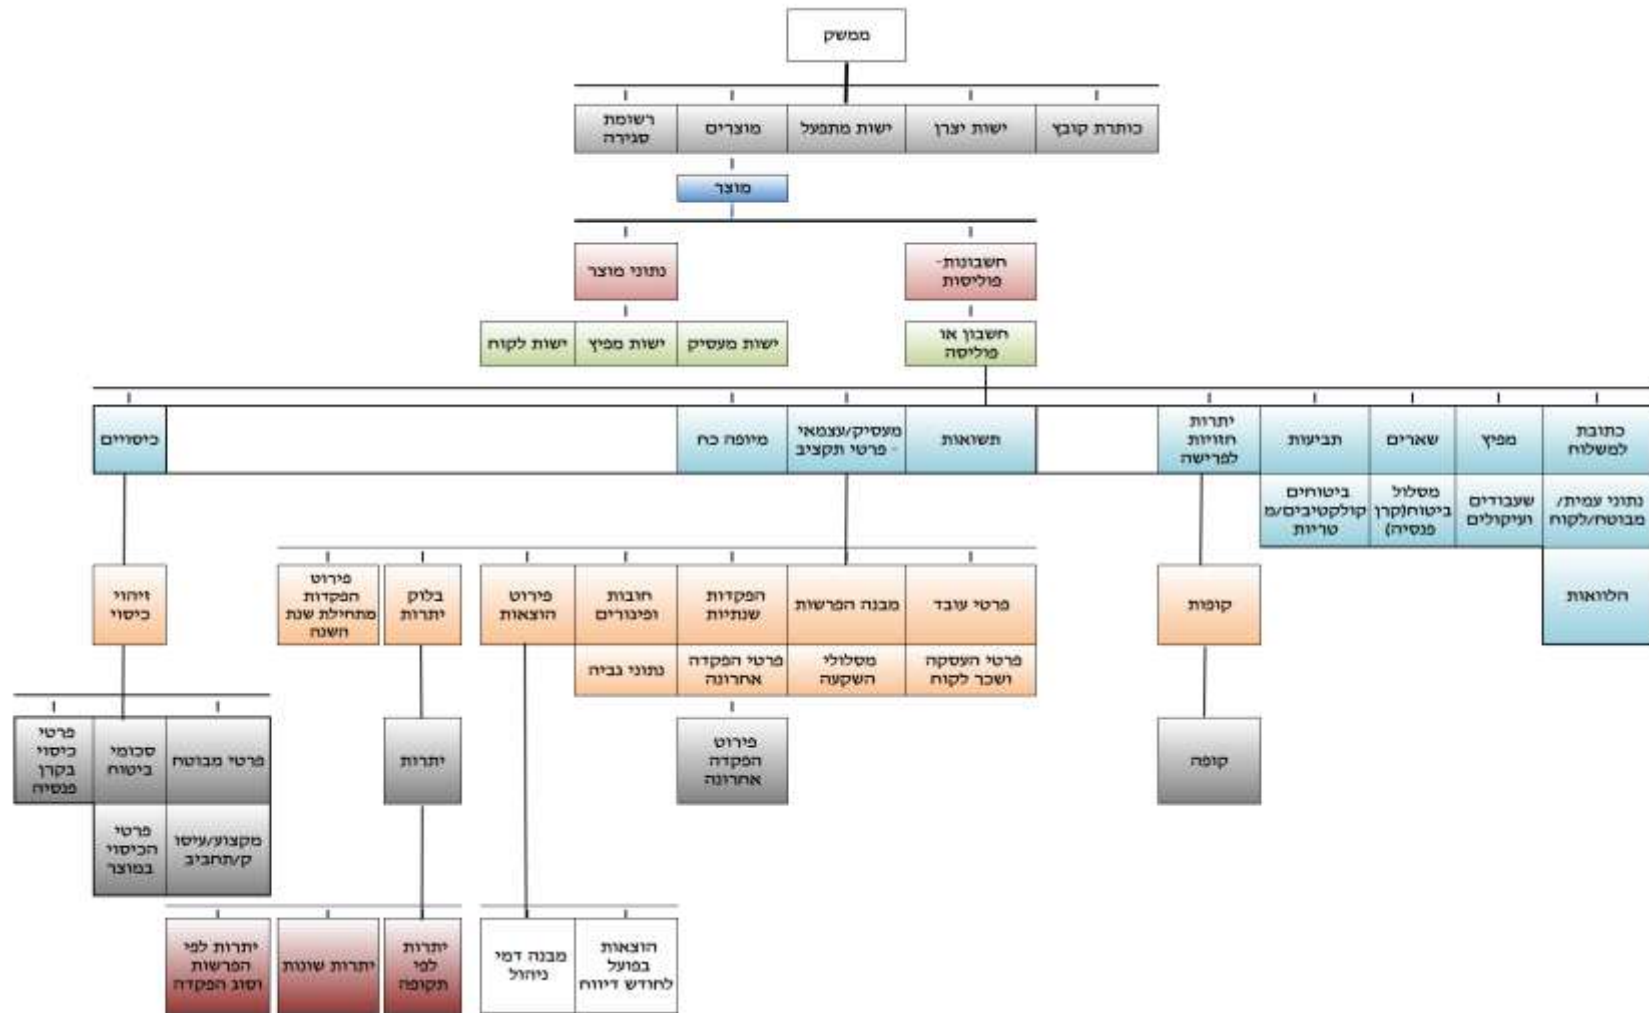 ממשק
כותרת קובץ
ישות יצרן
ישות מתפעל
מוצרים
רשומת
סגירה
מוצר
חשבונות-
פוליסות
נתוני מוצר
חשבון או
פוליסה
ישות מעסיק
ישות מפיץ
ישות לקוח
כתובת
למשלוח
מפיץ
שארים
תביעות
יתרות
חזויות
לפרישה
תשואות
מעסיק/עצמאי
- פרטי תקציב
מיופה כח
כיסויים
נתוני עמית/
מבוטח/לקוח
שעבודים
ועיקולים
מסלול
ביטוח(קרן
פנסיה)
ביטוחים
קולקטיבים/מ
טריות
הלוואות
קופות
פרטי עובד
מבנה הפרשות
הפקדות
שנתיות
חובות
ופיגורים
פירוט
הוצאות
בלוק
יתרות
פירוט
הפקדות
מתחילת שנת
השנה
זיהוי
כיסוי
פרטי העסקה
ושכר לקוח
מסלולי
השקעה
פרטי הפקדה
אחרונה
נתוני גביה
קופה
פירוט
הפקדה
אחרונה
יתרות
פרטי מבוטח
סכומי
ביטוח
פרטי
כיסוי
בקרן
פנסיה
מקצוע/עיסו
ק/תחביב
פרטי
הכיסוי
במוצר
הוצאות
בפועל
לחודש דיווח
מבנה דמי
ניהול
יתרות
לפי
תקופה
יתרות שונות
יתרות לפי
הפרשות
וסוג הפקדה